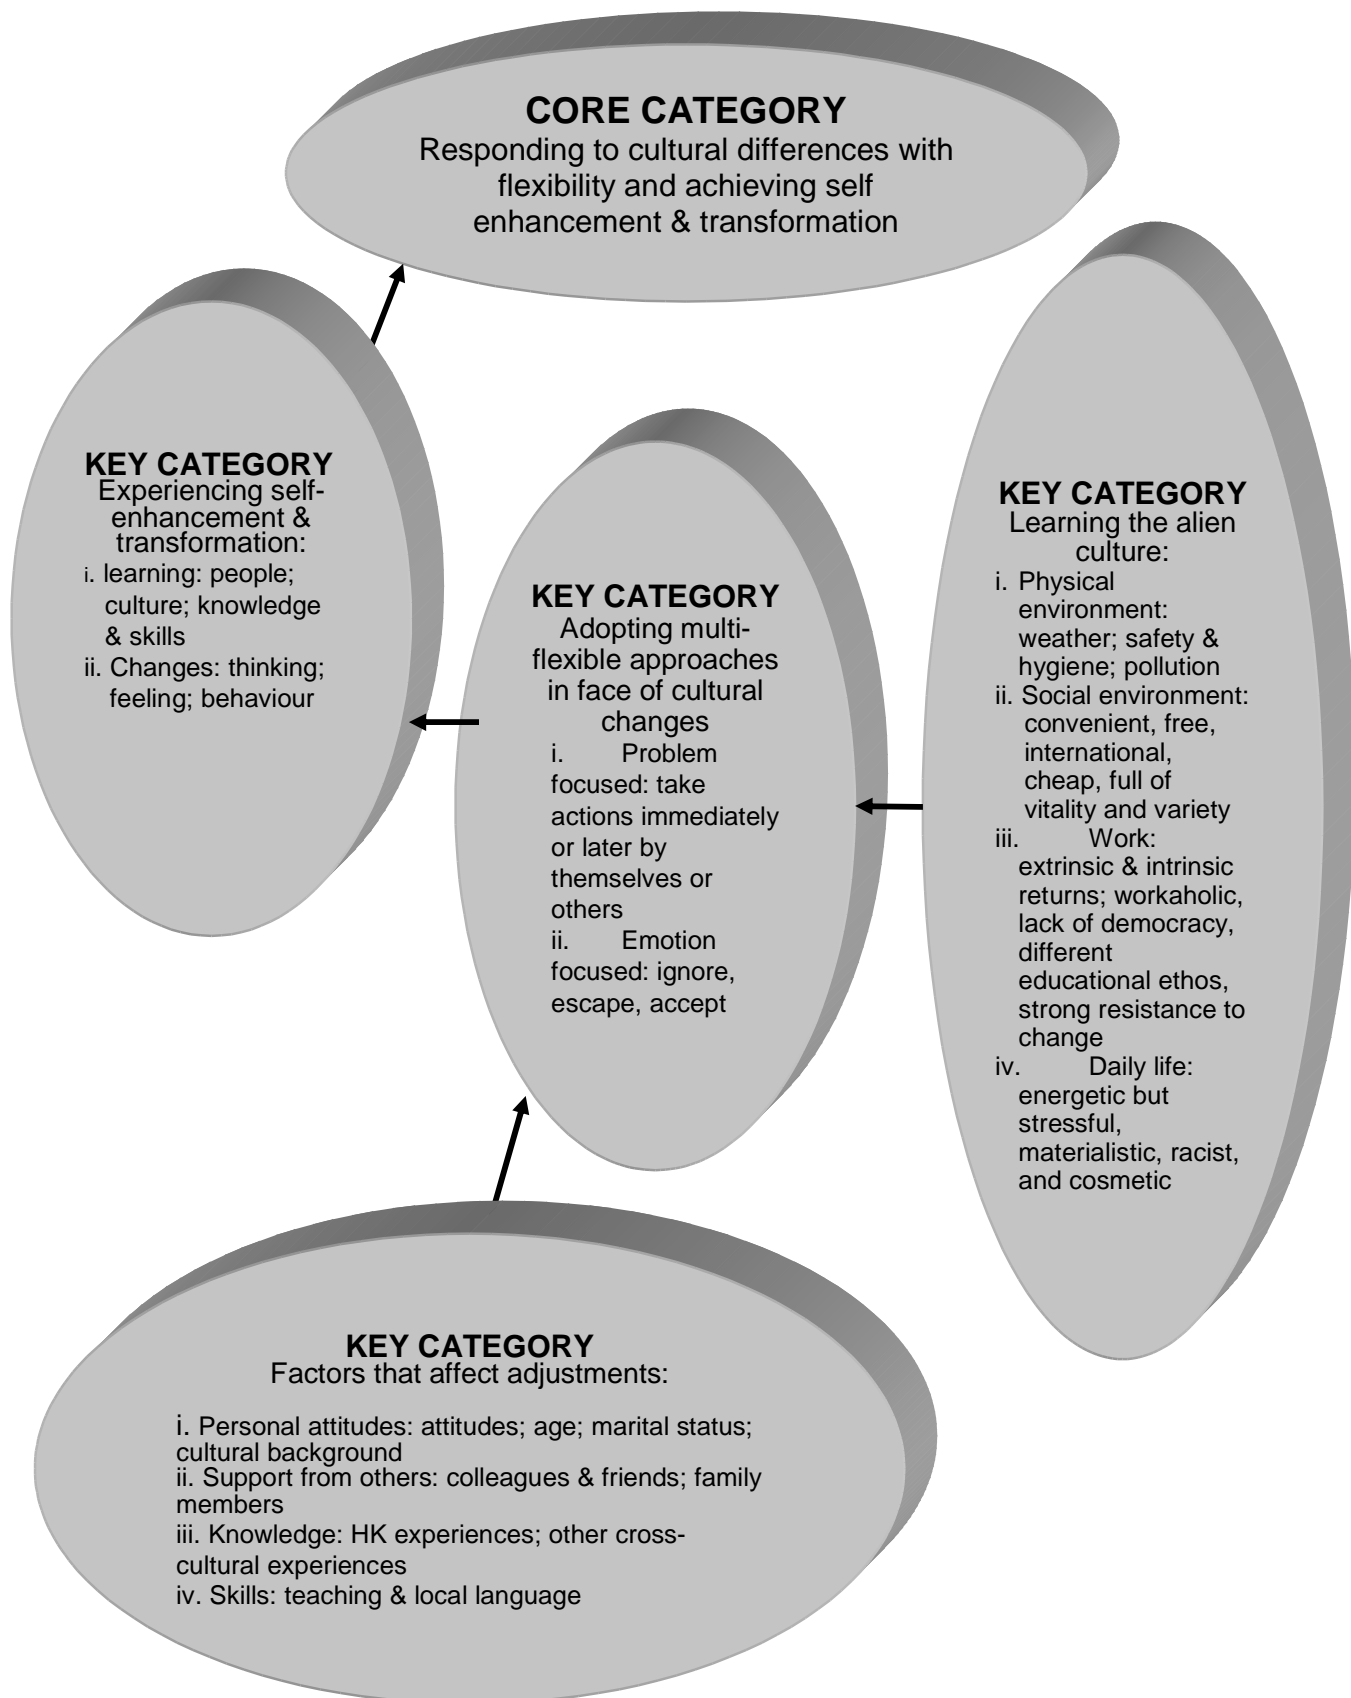 CORE CATEGORY
Responding to cultural differences with
flexibility and achieving self
enhancement & transformation
KEY CATEGORY
Experiencing self-
enhancement &
transformation:
i. learning: people;
culture; knowledge
& skills
ii. Changes: thinking;
feeling; behaviour
KEY CATEGORY
Adopting multi-
flexible approaches
in face of cultural
changes
i. Problem
focused: take
actions immediately
or later by
themselves or
others
ii. Emotion
focused: ignore,
escape, accept
KEY CATEGORY
Learning the alien
culture:
i. Physical
environment:
weather; safety &
hygiene; pollution
ii. Social environment:
convenient, free,
international,
cheap, full of
vitality and variety
iii. Work:
extrinsic & intrinsic
returns; workaholic,
lack of democracy,
different
educational ethos,
strong resistance to
change
iv. Daily life:
energetic but
stressful,
materialistic, racist,
and cosmetic
KEY CATEGORY
Factors that affect adjustments:
i. Personal attitudes: attitudes; age; marital status;
cultural background
ii. Support from others: colleagues & friends; family
members
iii. Knowledge: HK experiences; other cross-
cultural experiences
iv. Skills: teaching & local language